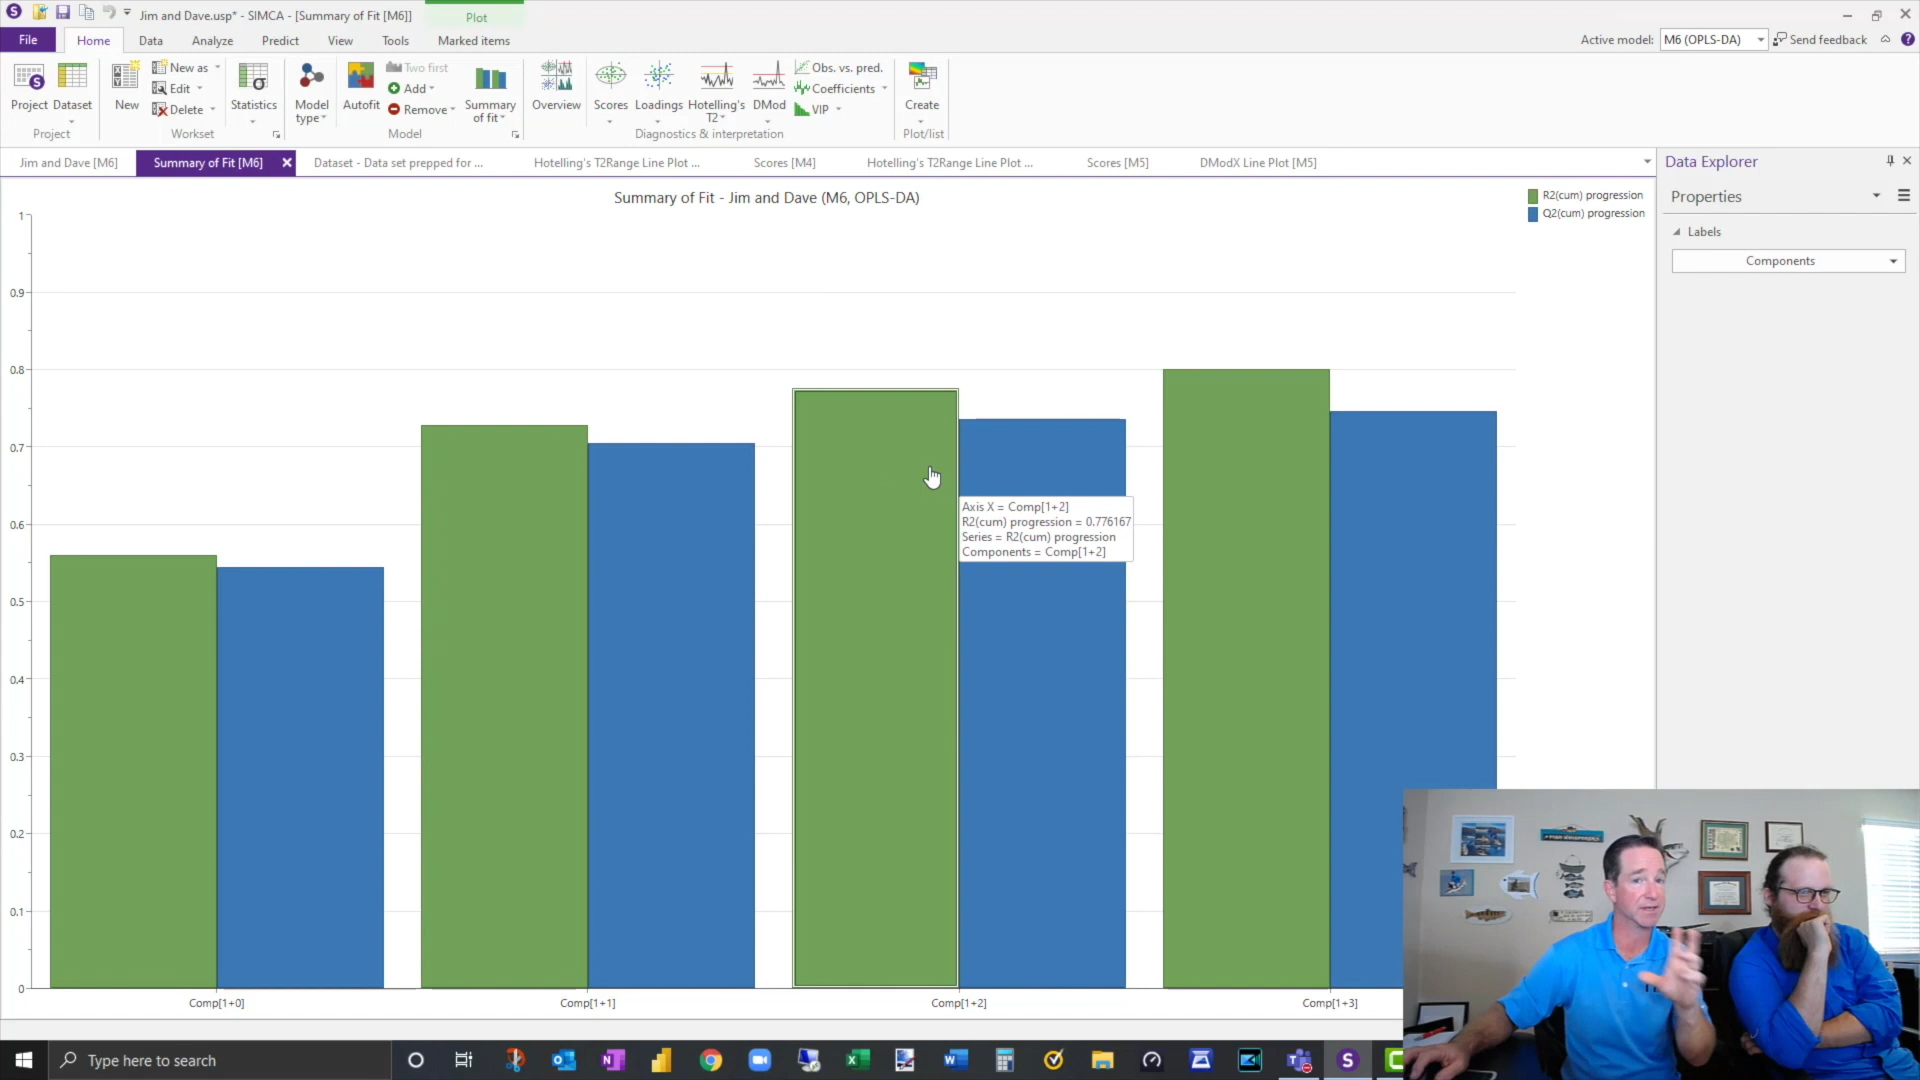 Jim and Dave.usp* - SIMCA - [Summary of Fit [M6]]
Plot
File
Home
Data
Analyze
Predict
View
Tools
Marked items
Active model:
M6 (OPLS-DA)
Send feedback
Project
Dataset
New
New as
Edit
Delete
Statistics
Model type
Autofit
Two first
Add
Remove
Summary of fit
Overview
Scores
Loadings
Hotelling's T2
DMod
Obs. vs. pred.
Coefficients
VIP
Create
Project
Workset
Model
Diagnostics & interpretation
Plot/list
Jim and Dave [M6]
Summary of Fit [M6]
Dataset - Data set prepped for ...
Hotelling's T2Range Line Plot ...
Scores [M4]
Hotelling's T2Range Line Plot ...
Scores [M5]
DModX Line Plot [M5]
Data Explorer
Properties
Labels
Components
Summary of Fit - Jim and Dave (M6, OPLS-DA)
R2(cum) progression
Q2(cum) progression
1
0.9
0.8
0.7
0.6
0.5
0.4
0.3
0.2
0.1
0
Axis X = Comp[1+2]
R2(cum) progression = 0.776167
Series = R2(cum) progression
Components = Comp[1+2]
Comp[1+0]
Comp[1+1]
Comp[1+2]
Comp[1+3]
Type here to search